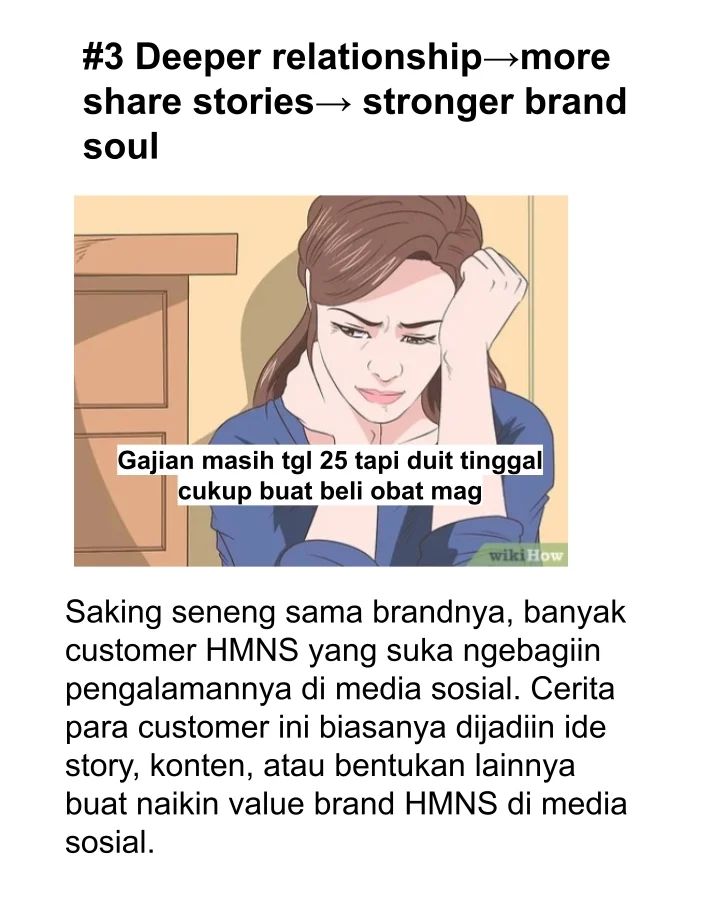 #3 Deeper relationship→more
share stories→ stronger brand
soul
Gajian masih tgl 25 tapi duit tinggal
cukup buat beli obat mag
wikiHow
Saking seneng sama brandnya, banyak
customer HMNS yang suka ngebagiin
pengalamannya di media sosial. Cerita
para customer ini biasanya dijadiin ide
story, konten, atau bentukan lainnya
buat naikin value brand HMNS di media
sosial.